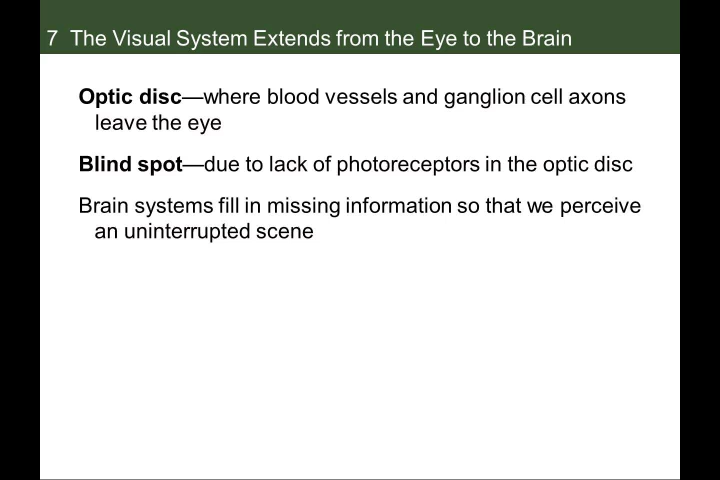 7 The Visual System Extends from the Eye to the Brain
Optic disc—where blood vessels and ganglion cell axons
leave the eye
Blind spot—due to lack of photoreceptors in the optic disc
Brain systems fill in missing information so that we perceive
an uninterrupted scene